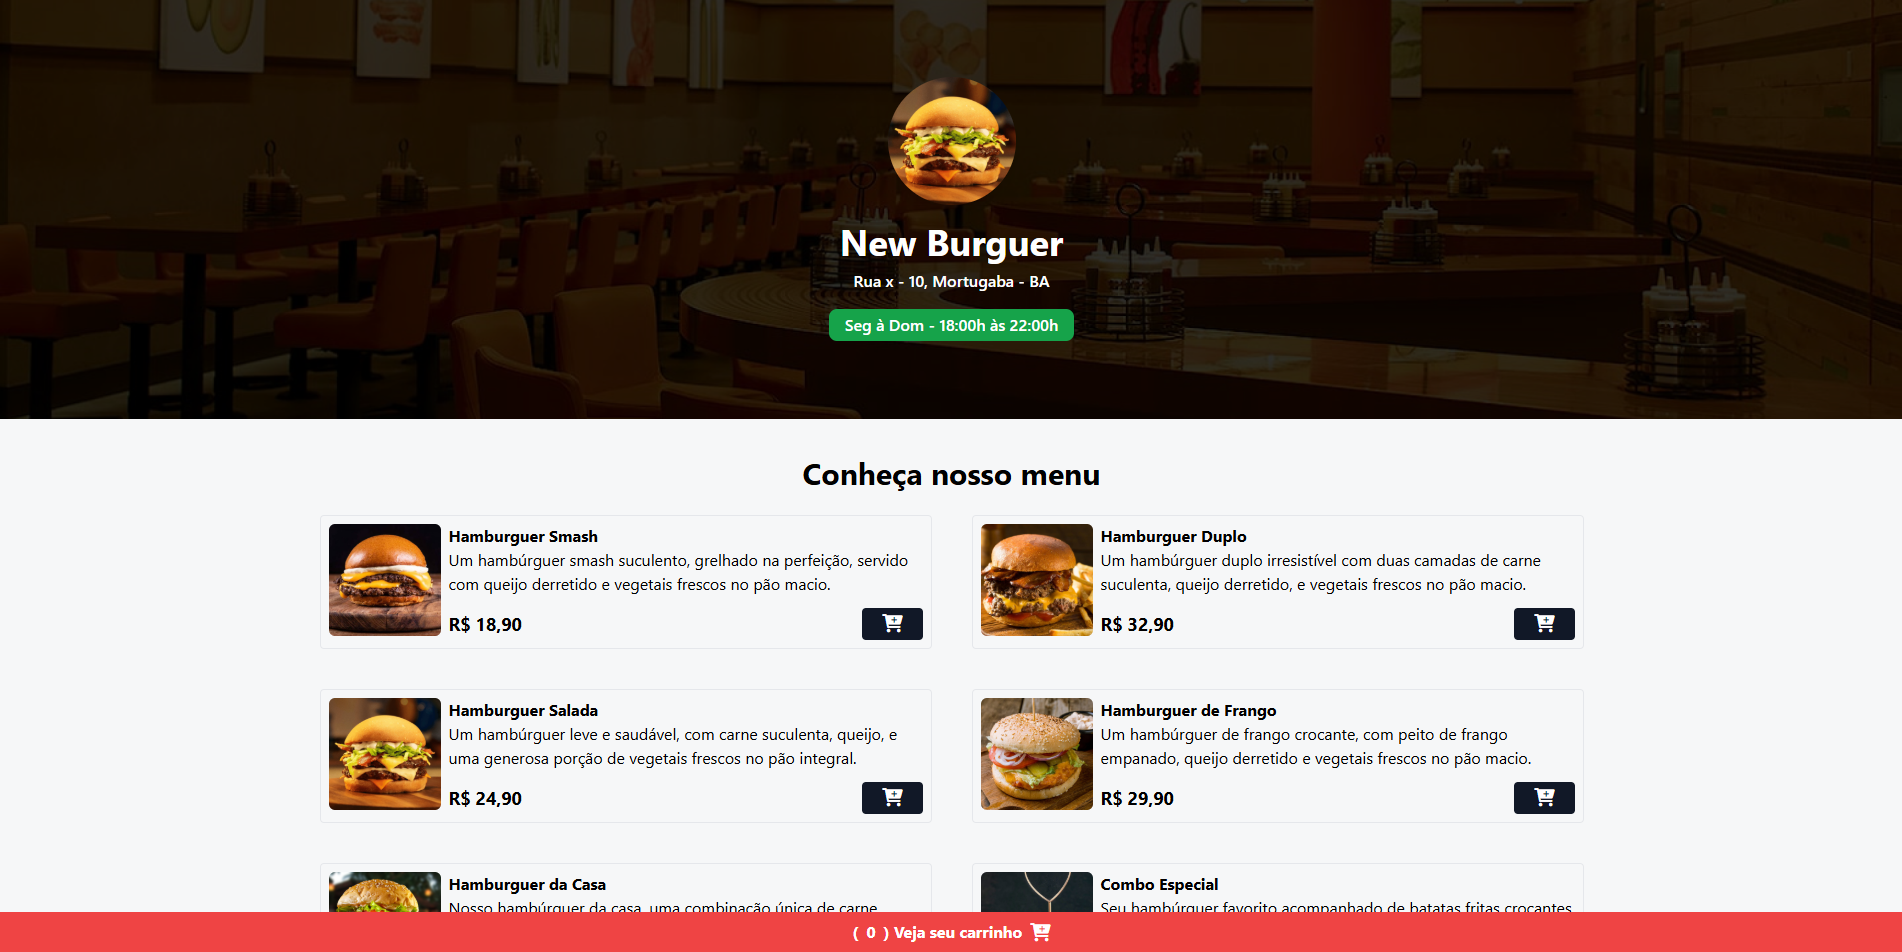 New Burguer
Rua x - 10, Mortugaba - BA
Seg à Dom - 18:00h às 22:00h
Conheça nosso menu
Hamburguer Smash
Um hambúrguer smash suculento, grelhado na perfeição, servido
com queijo derretido e vegetais frescos no pão macio.
R$ 18,90
Hamburguer Duplo
Um hambúrguer duplo irresistível com duas camadas de carne
suculenta, queijo derretido, e vegetais frescos no pão macio.
R$ 32,90
Hamburguer Salada
Um hambúrguer leve e saudável, com carne suculenta, queijo, e
uma generosa porção de vegetais frescos no pão integral.
R$ 24,90
Hamburguer de Frango
Um hambúrguer de frango crocante, com peito de frango
empanado, queijo derretido e vegetais frescos no pão macio.
R$ 29,90
Hamburguer da Casa
Nosso hambúrguer da casa, uma combinação única de carne
Combo Especial
Seu hambúrguer favorito acompanhado de batatas fritas crocantes
( 0 ) Veja seu carrinho